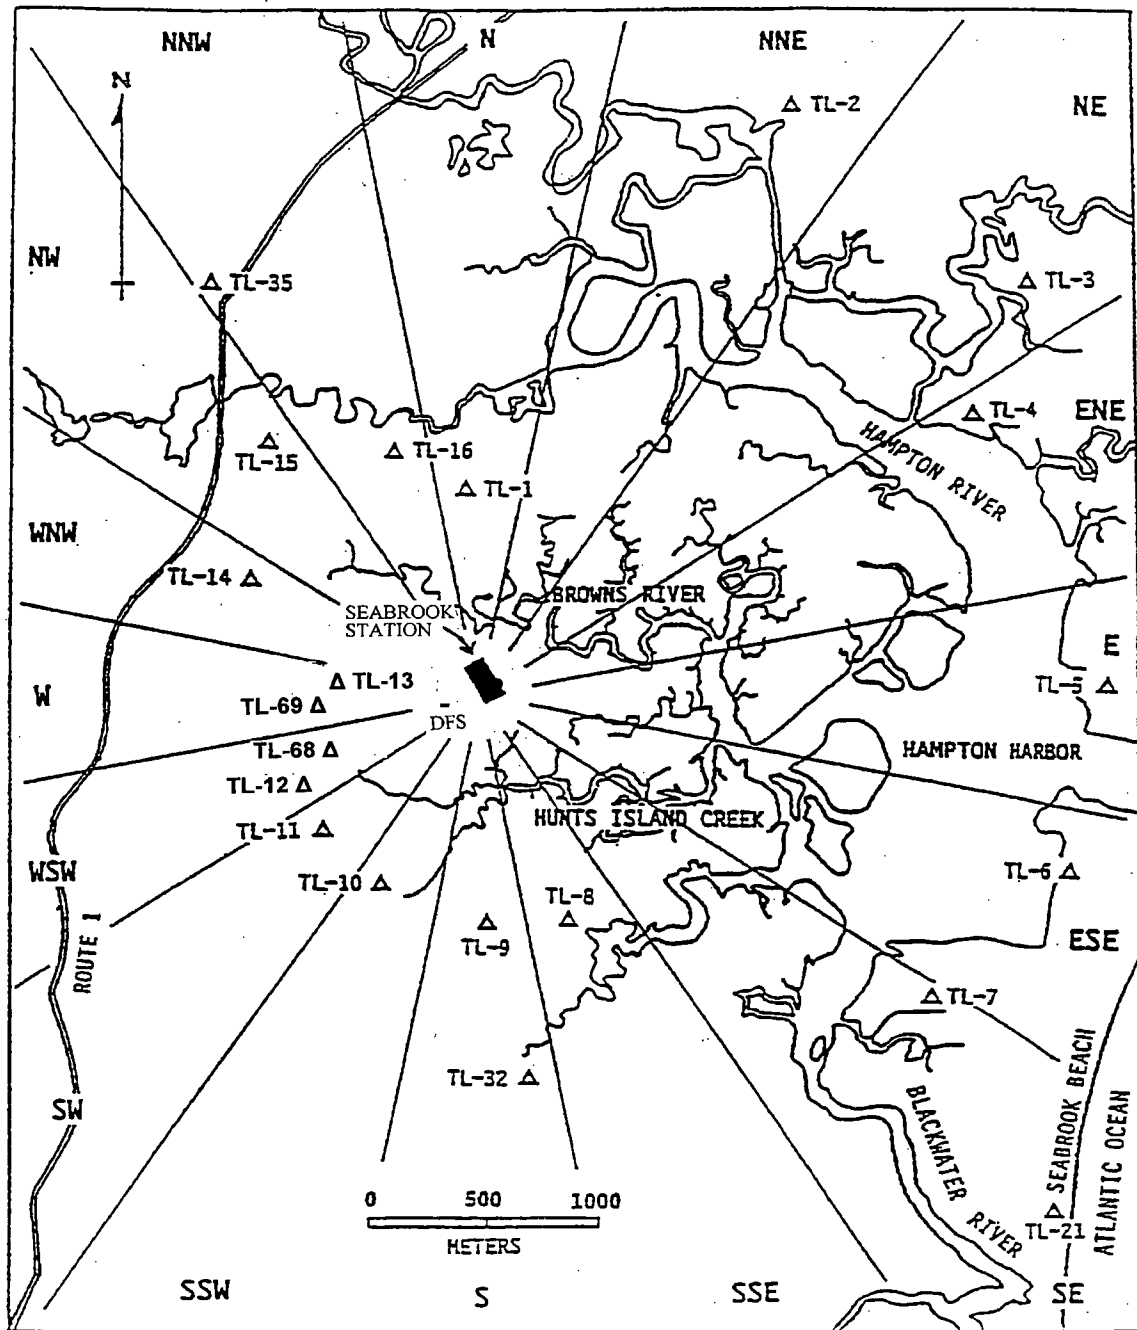 NNW
N
NNE
N
TL-2
NE
NW
TL-35
TL-3
TL-4
ENE
TL-15
TL-16
HAMPTON RIVER
TL-1
WNW
TL-14
BROWNS RIVER
SEABROOK
STATION
E
TL-13
TL-5
W
TL-69
DFS
TL-68
HAMPTON HARBOR
TL-12
HUNTS ISLAND CREEK
TL-11
WSW
TL-6
TL-10
TL-8
ROUTE 1
TL-9
ESE
TL-7
TL-32
SEABROOK BEACH
SW
BLACKWATER RIVER
ATLANTIC OCEAN
0 500 1000
METERS
TL-21
SSW
S
SSE
SE